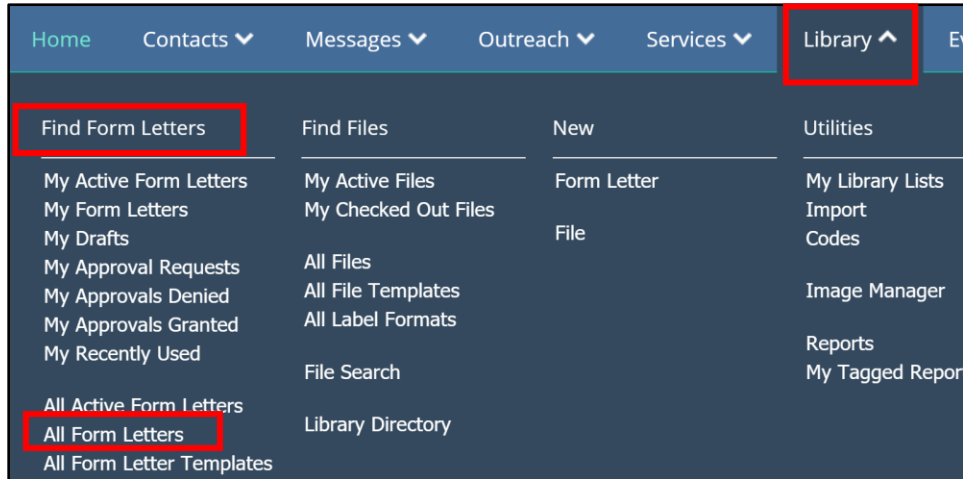 Home Contacts Messages Outreach Services Library
Find Form Letters
My Active Form Letters
My Form Letters
My Drafts
My Approval Requests
My Approvals Denied
My Approvals Granted
My Recently Used
All Active Form Letters
All Form Letters
All Form Letter Templates
Find Files
My Active Files
My Checked Out Files
All Files
All File Templates
All Label Formats
File Search
Library Directory
New
Form Letter
File
Utilities
My Library Lists
Import
Codes
Image Manager
Reports
My Tagged